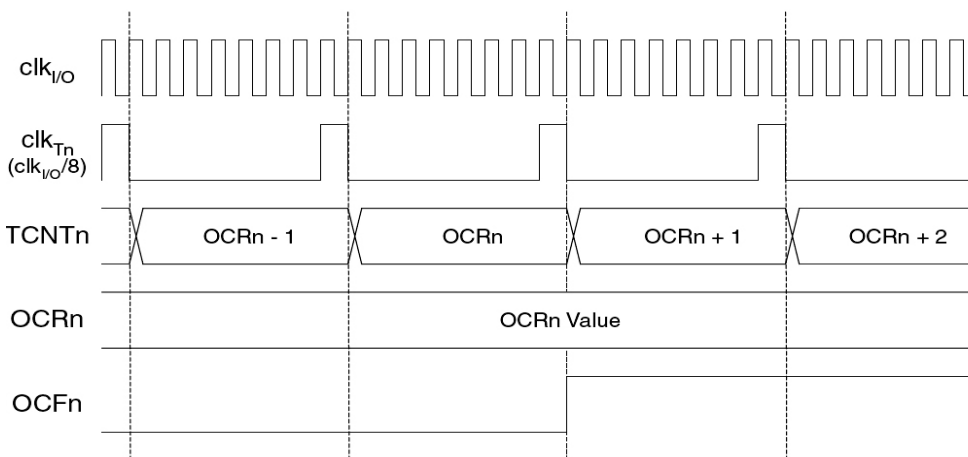 clkI/O
clkTn
(clkI/O/8)
TCNTn
OCRn - 1
OCRn
OCRn + 1
OCRn + 2
OCRn
OCRn Value
OCFn